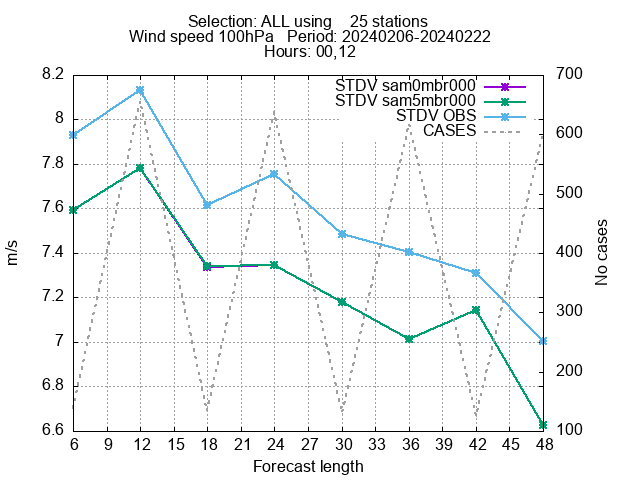 Selection: ALL using 25 stations
Wind speed 100hPa Period: 20240206-20240222
Hours: 00,12
STDV sam0mbr000
STDV sam5mbr000
STDV OBS
CASES
8.2
8
7.8
7.6
7.4
7.2
7
6.8
6.6
m/s
700
600
500
400
300
200
100
No cases
6 9 12 15 18 21 24 27 30 33 36 39 42 45 48
Forecast length